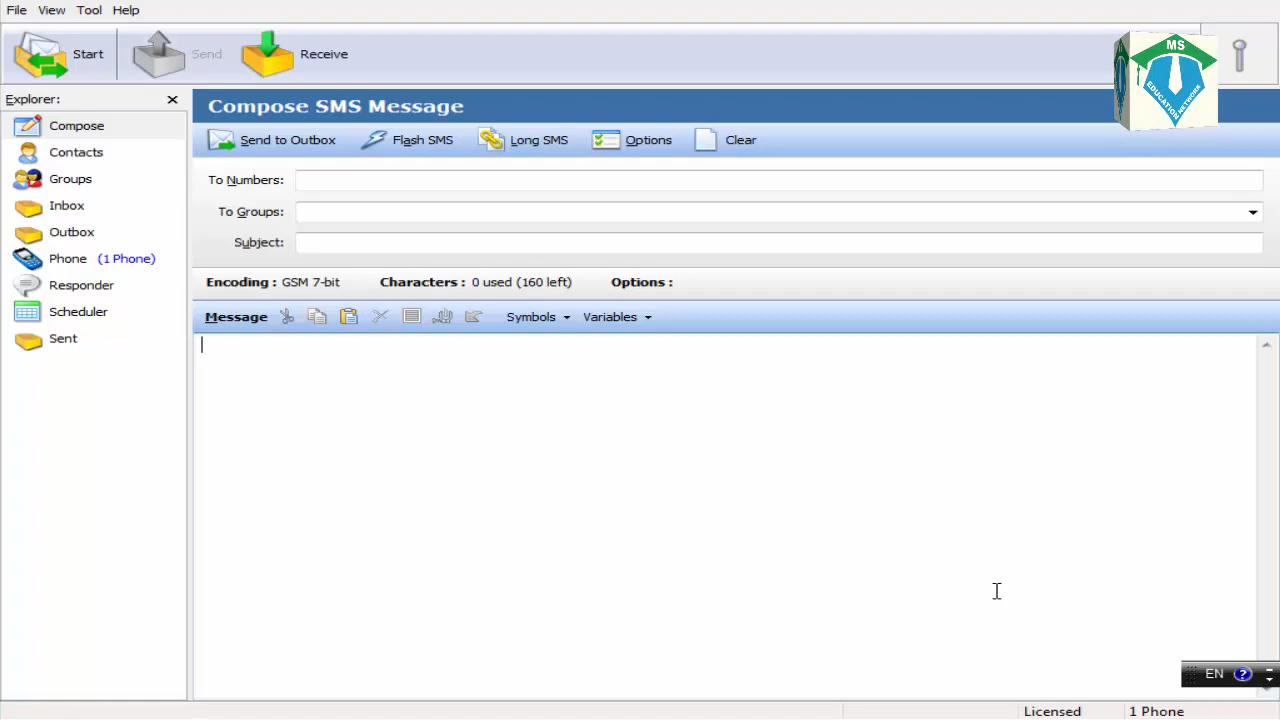 File View Tool Help
Start Send Receive
MS
EDUCATION NETWORK
Explorer:
Compose
Contacts
Groups
Inbox
Outbox
Phone (1 Phone)
Responder
Scheduler
Sent
Compose SMS Message
Send to Outbox Flash SMS Long SMS Options Clear
To Numbers:
To Groups:
Subject:
Encoding : GSM 7-bit Characters : 0 used (160 left) Options :
Message Symbols Variables
EN ?
Licensed 1 Phone